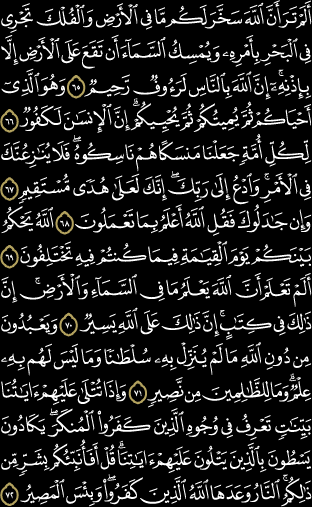 أَلَمْ تَرَ أَنَّ ٱللَّهَ سَخَّرَ لَكُم مَّا فِى ٱلْأَرْضِ وَٱلْفُلْكَ تَجْرِى
فِى ٱلْبَحْرِ بِأَمْرِهِۦ وَيُمْسِكُ ٱلسَّمَآءَ أَن تَقَعَ عَلَى ٱلْأَرْضِ إِلَّا
بِإِذْنِهِۦٓ ۗ إِنَّ ٱللَّهَ بِٱلنَّاسِ لَرَءُوفٌ رَّحِيمٌ ٦٥ وَهُوَ ٱلَّذِىٓ
أَحْيَاكُمْ ثُمَّ يُمِيتُكُمْ ثُمَّ يُحْيِيكُمْ ۗ إِنَّ ٱلْإِنسَٰنَ لَكَفُورٌ ٦٦
لِّكُلِّ أُمَّةٍ جَعَلْنَا مَنسَكًا هُمْ نَاسِكُوهُ ۖ فَلَا يُنَٰزِعُنَّكَ
فِى ٱلْأَمْرِ ۚ وَٱدْعُ إِلَىٰ رَبِّكَ ۖ إِنَّكَ لَعَلَىٰ هُدًى مُّسْتَقِيمٍ ٦٧
وَإِن جَٰدَلُوكَ فَقُلِ ٱللَّهُ أَعْلَمُ بِمَا تَعْمَلُونَ ٦٨ ٱللَّهُ يَحْكُمُ
بَيْنَكُمْ يَوْمَ ٱلْقِيَٰمَةِ فِيمَا كُنتُمْ فِيهِ تَخْتَلِفُونَ ٦٩
أَلَمْ تَعْلَمْ أَنَّ ٱللَّهَ يَعْلَمُ مَا فِى ٱلسَّمَآءِ وَٱلْأَرْضِ ۗ إِنَّ
ذَٰلِكَ فِى كِتَٰبٍ ۚ إِنَّ ذَٰلِكَ عَلَى ٱللَّهِ يَسِيرٌ ٧٠ وَيَعْبُدُونَ
مِن دُونِ ٱللَّهِ مَا لَمْ يُنَزِّلْ بِهِۦ سُلْطَٰنًا وَمَا لَيْسَ لَهُم بِهِۦ
عِلْمٌ ۗ وَمَا لِلظَّٰلِمِينَ مِن نَّصِيرٍ ٧١ وَإِذَا تُتْلَىٰ عَلَيْهِمْ ءَايَٰتُنَا
بَيِّنَٰتٍ تَعْرِفُ فِى وُجُوهِ ٱلَّذِينَ كَفَرُوا۟ ٱلْمُنكَرَ ۖ يَكَادُونَ
يَسْطُونَ بِٱلَّذِينَ يَتْلُونَ عَلَيْهِمْ ءَايَٰتِنَا ۗ قُلْ أَفَأُنَبِّئُكُم بِشَرٍّ مِّن
ذَٰلِكُمُ ۗ ٱلنَّارُ وَعَدَهَا ٱللَّهُ ٱلَّذِينَ كَفَرُوا۟ ۖ وَبِئْسَ ٱلْمَصِيرُ ٧٢